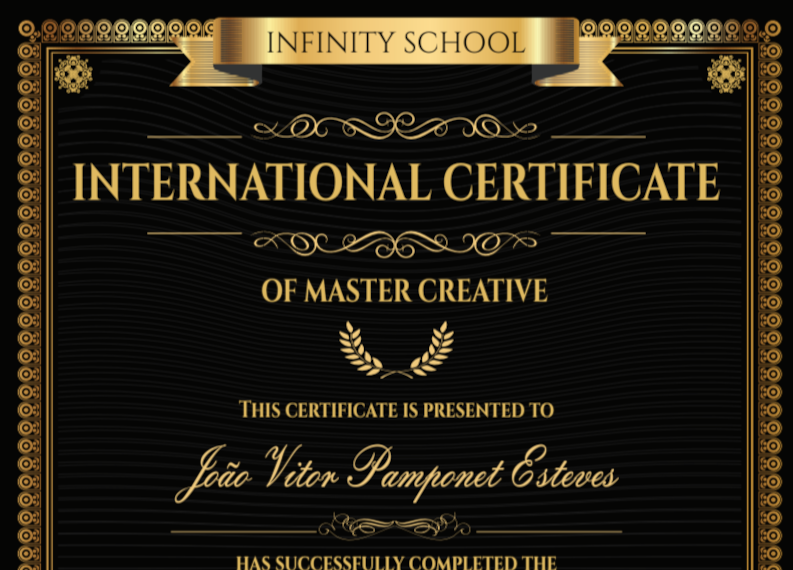 INFINITY SCHOOL
INTERNATIONAL CERTIFICATE
OF MASTER CREATIVE
THIS CERTIFICATE IS PRESENTED TO
João Vitor Pamponet Esteves
HAS SUCCESSFULLY COMPLETED THE